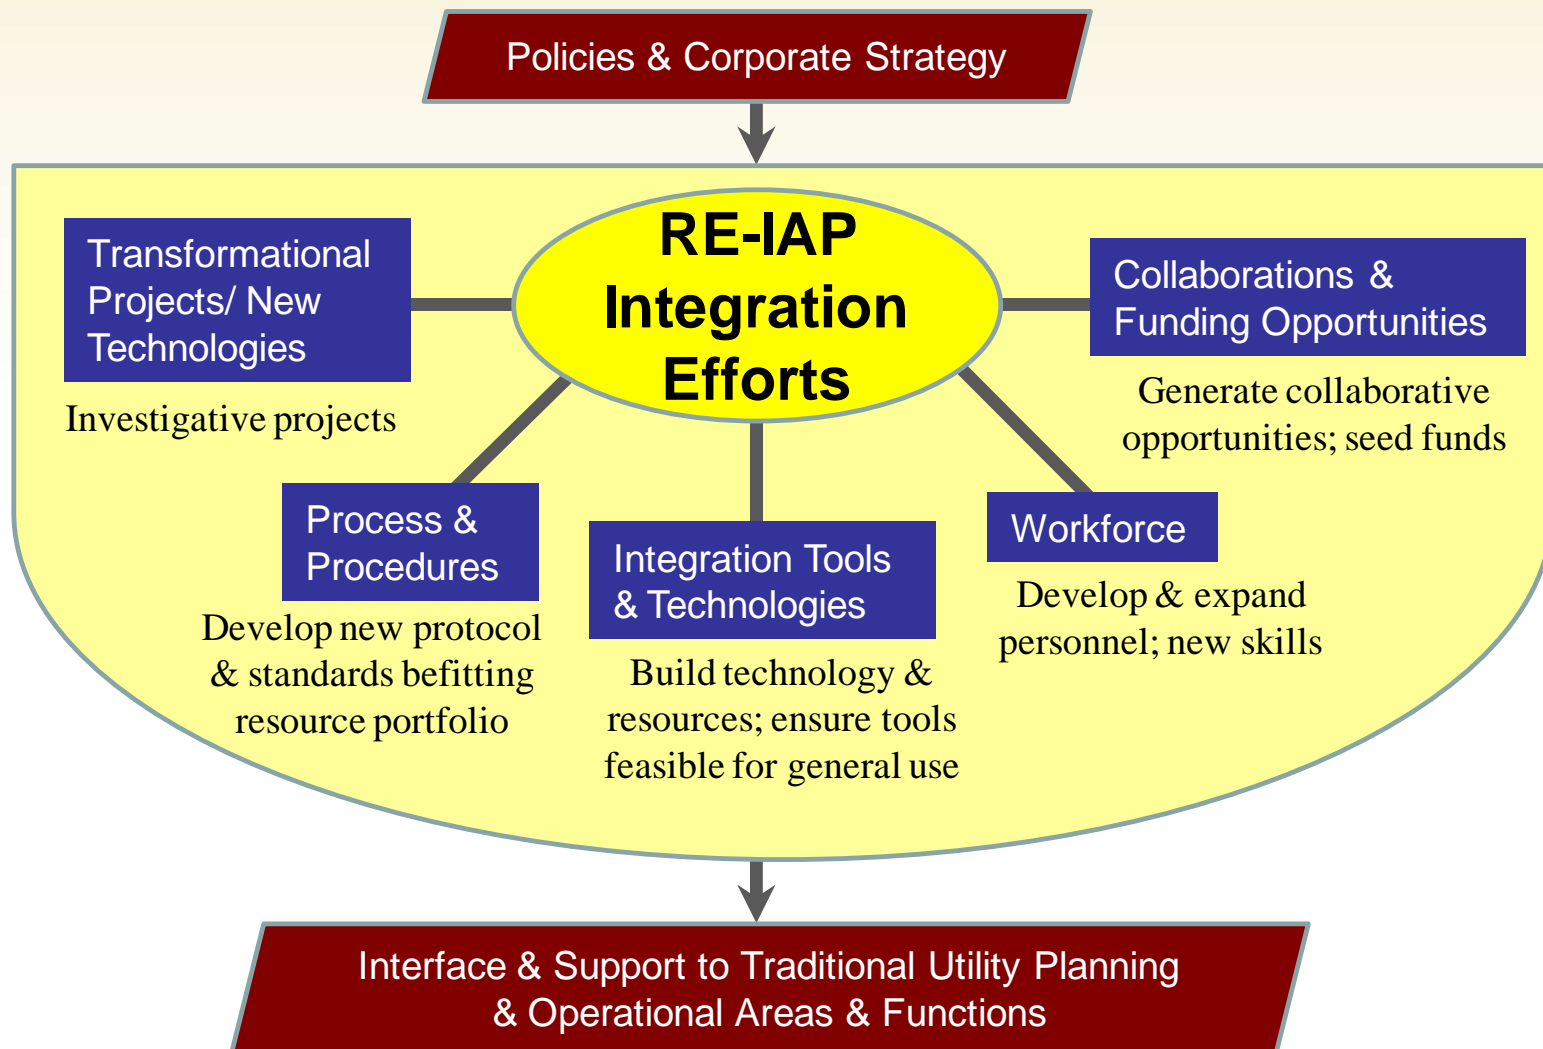 Policies & Corporate Strategy
RE-IAP
Integration
Efforts
Transformational
Projects/ New
Technologies
Investigative projects
Collaborations &
Funding Opportunities
Generate collaborative
opportunities; seed funds
Process &
Procedures
Develop new protocol
& standards befitting
resource portfolio
Integration Tools
& Technologies
Build technology &
resources; ensure tools
feasible for general use
Workforce
Develop & expand
personnel; new skills
Interface & Support to Traditional Utility Planning
& Operational Areas & Functions